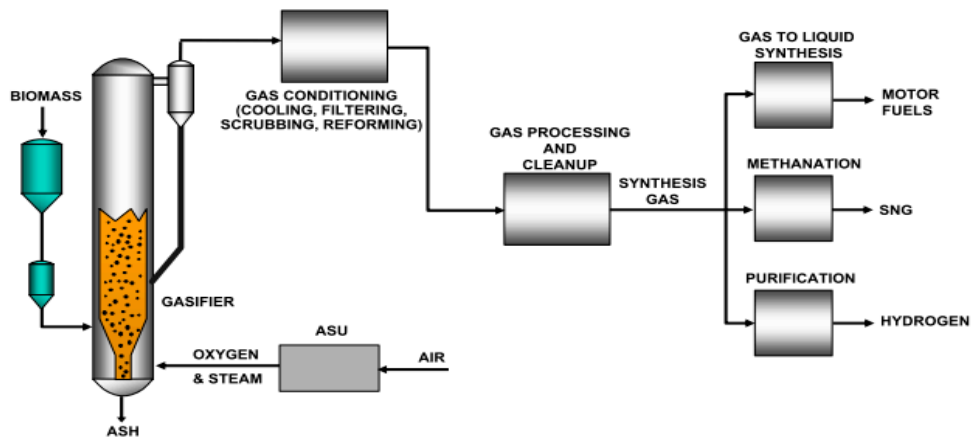 BIOMASS
GAS CONDITIONING
(COOLING, FILTERING,
SCRUBBING, REFORMING)
GAS PROCESSING
AND
CLEANUP
SYNTHESIS
GAS
GAS TO LIQUID
SYNTHESIS
MOTOR
FUELS
METHANATION
SNG
PURIFICATION
HYDROGEN
GASIFIER
ASU
OXYGEN
& STEAM
AIR
ASH